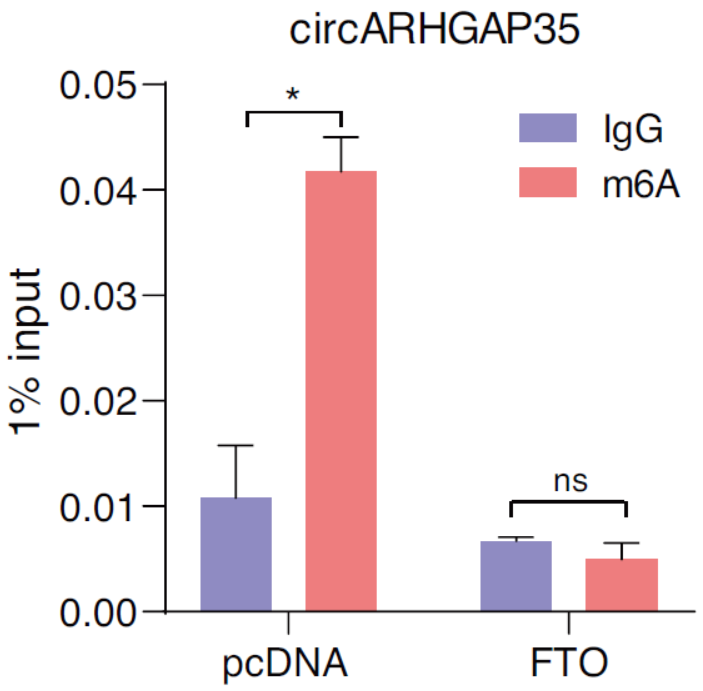 circARHGAP35
0.05
0.04
0.03
0.02
0.01
0.00
1% input
*
IgG
m6A
ns
pcDNA
FTO